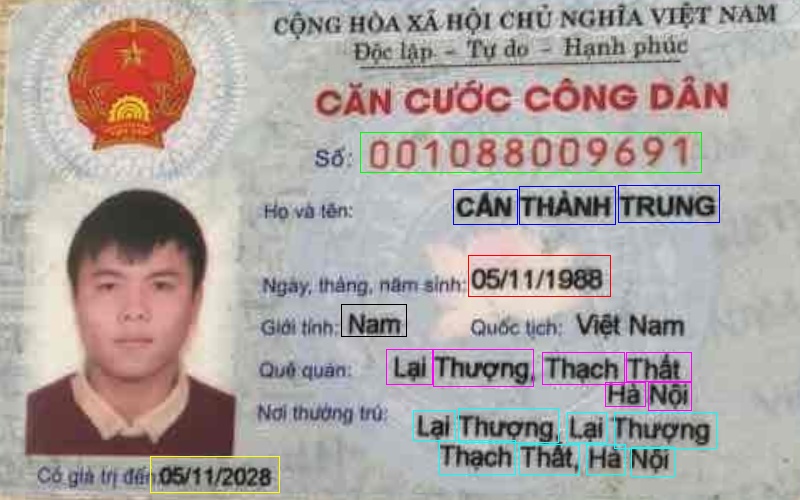 CỘNG HÒA XÃ HỘI CHỦ NGHĨA VIỆT NAM
Độc lập - Tự do - Hạnh phúc
CĂN CƯỚC CÔNG DÂN
Số: 001088009691
Họ và tên: CẤN THÀNH TRUNG
Ngày, tháng, năm sinh: 05/11/1988
Giới tính: Nam Quốc tịch: Việt Nam
Quê quán: Lại Thượng, Thạch Thất
Hà Nội
Nơi thường trú: Lại Thượng, Lại Thượng
Thạch Thất, Hà Nội
Có giá trị đến: 05/11/2028